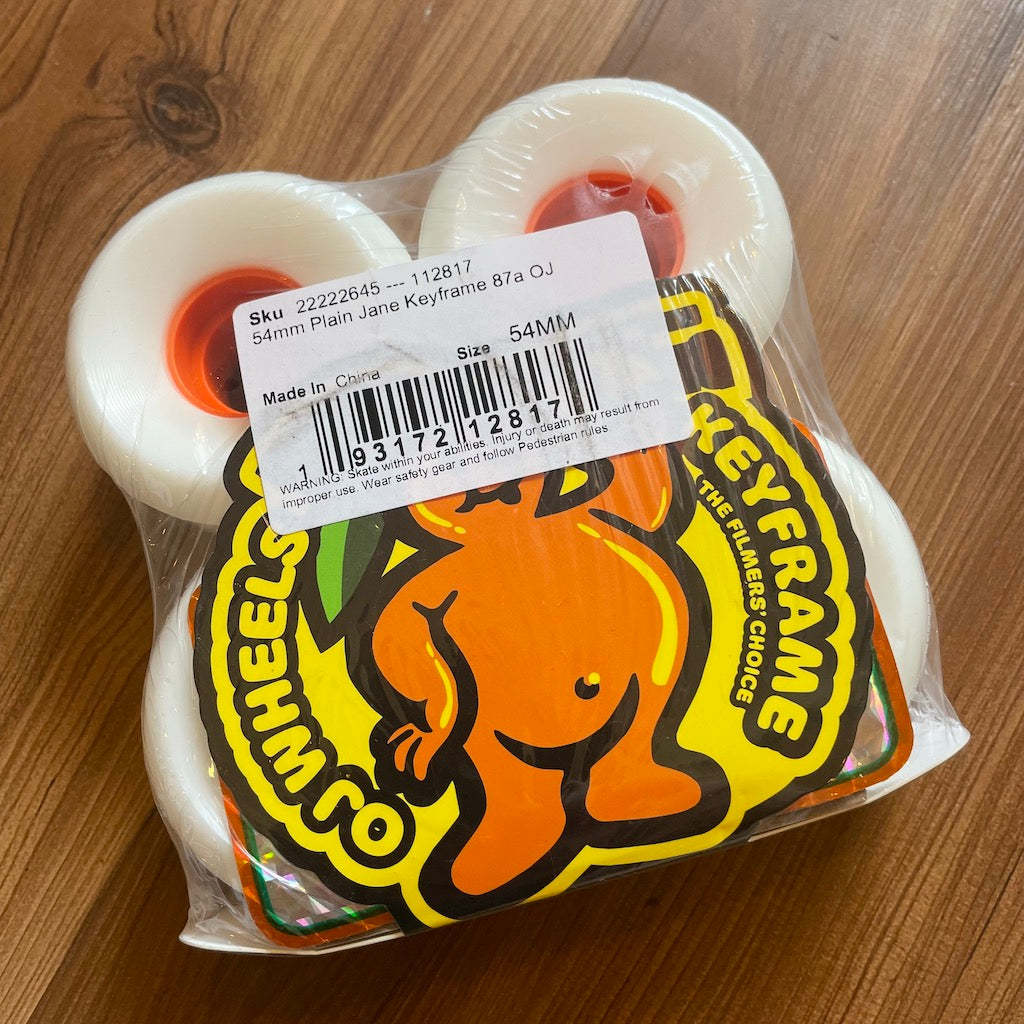 Sku 22222645 --- 112817
54mm Plain Jane Keyframe 87a OJ
Size 54MM
Made In China
1 93172 12817
WARNING: Skate within your abilities. Injury or death may result from
improper use. Wear safety gear and follow Pedestrian rules
KEYFRAME
THE FILMERS' CHOICE
OJ WHEELS